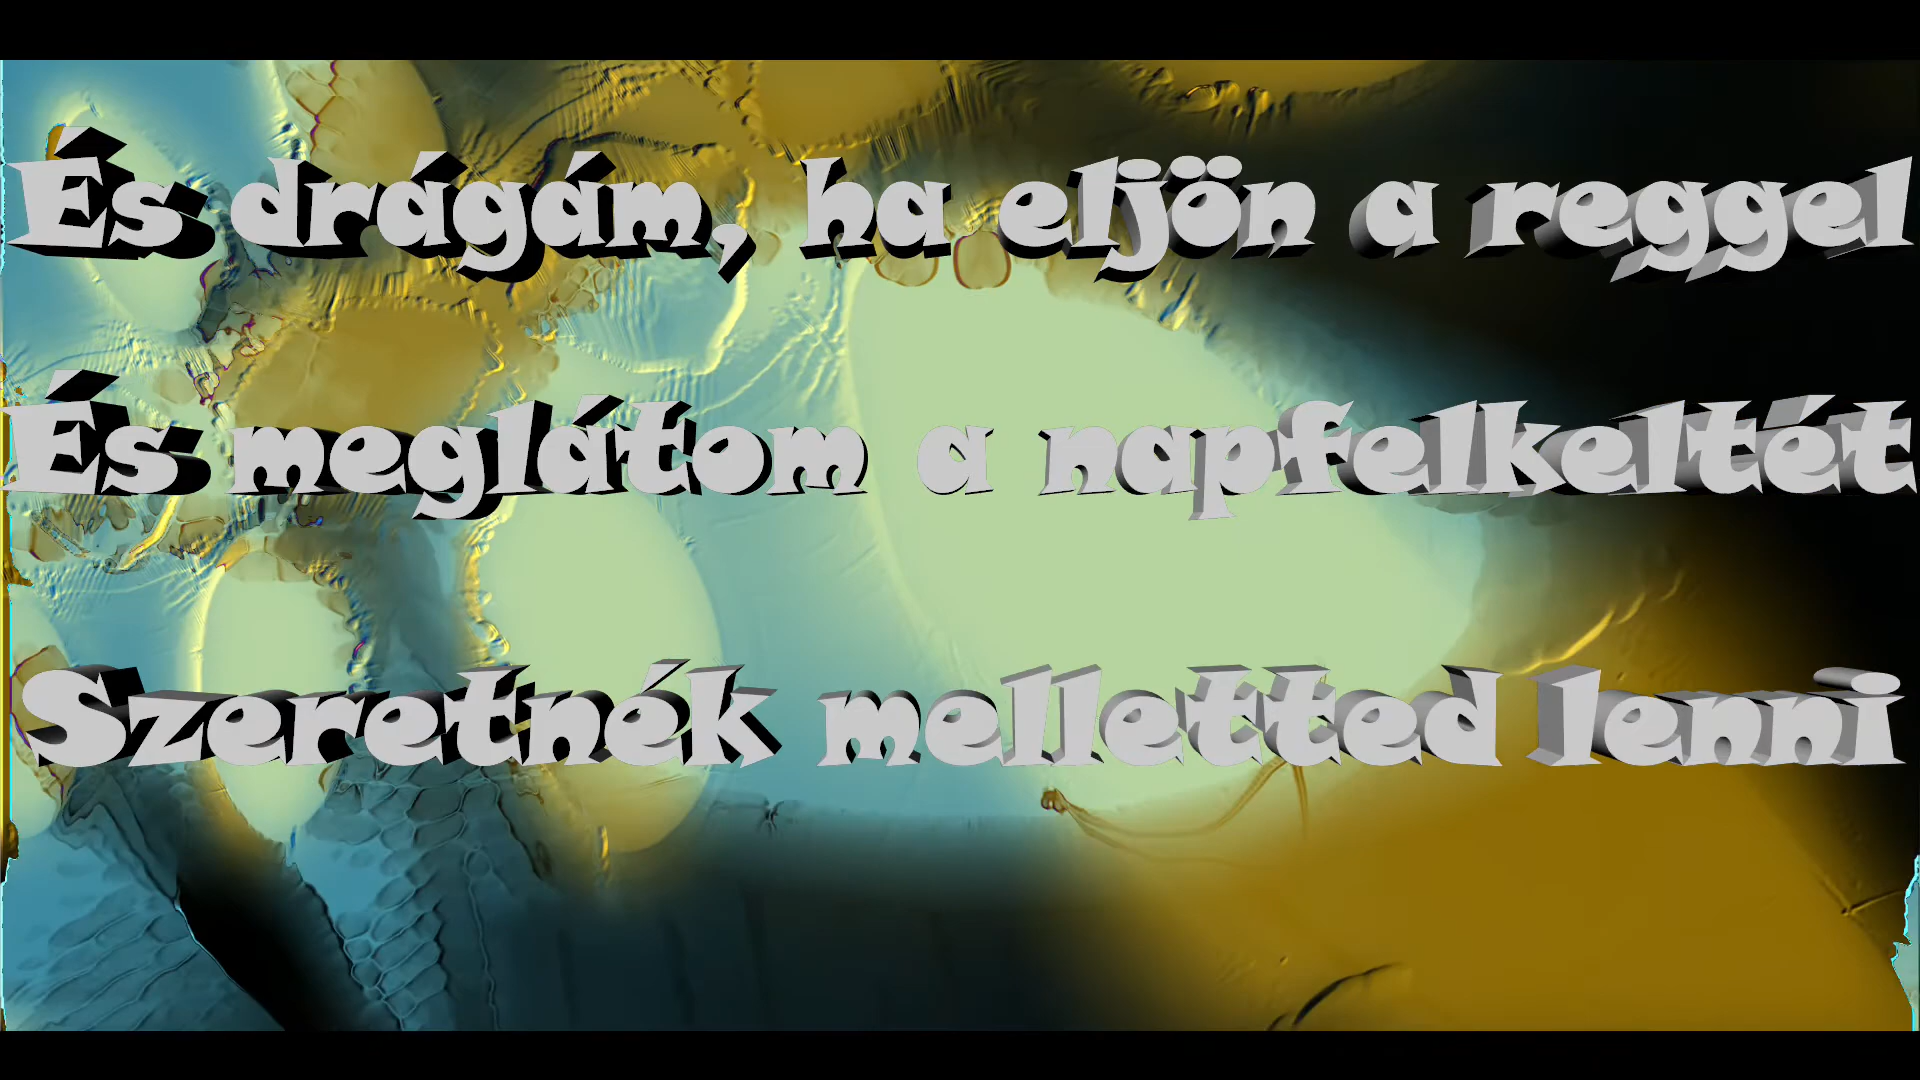 És drágám, ha eljön a reggel
És meglátom a napfelkeltét
Szeretnék melletted lenni